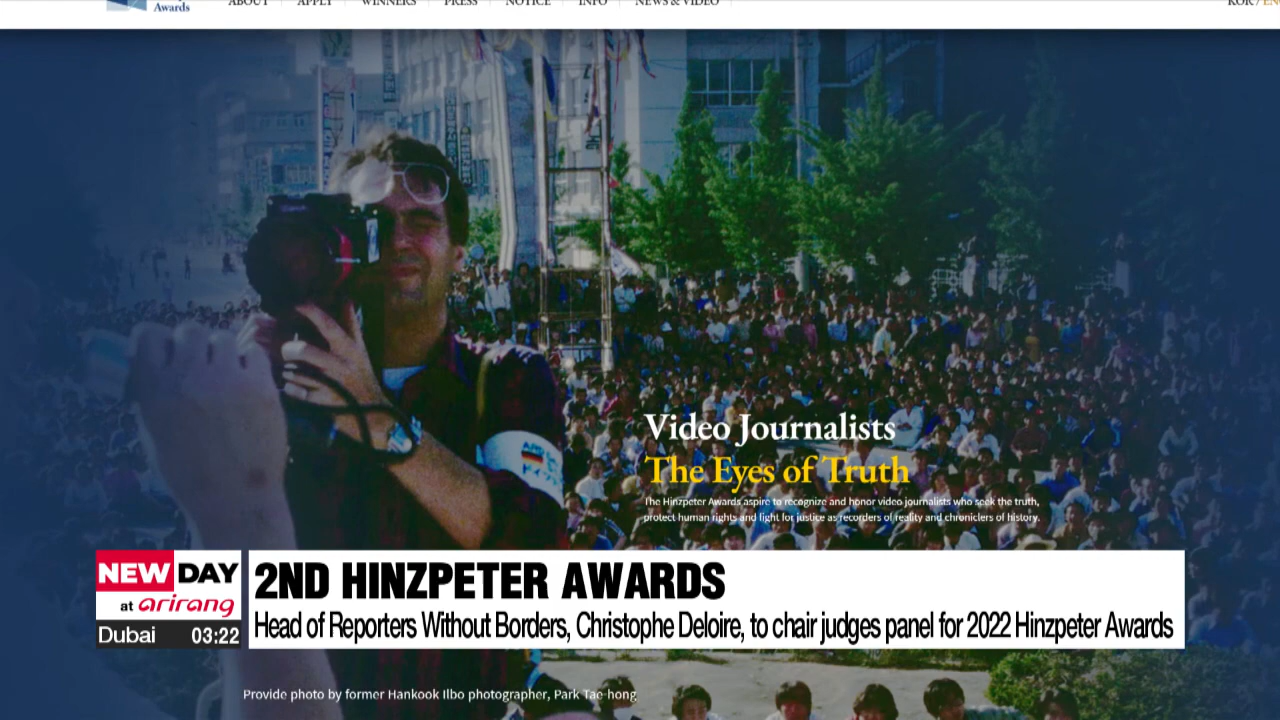 Awards
ABOUT APPLY WINNERS PRESS NOTICE INFO NEWS & VIDEO
KOR /
Video Journalists
The Eyes of Truth
The Hinzpeter Awards aspire to recognize and honor video journalists who seek the truth,
protect human rights and fight for justice as recorders of reality and chroniclers of history.
NEW DAY
at arirang
Dubai 03:22
2ND HINZPETER AWARDS
Head of Reporters Without Borders, Christophe Deloire, to chair judges panel for 2022 Hinzpeter Awards
Provide photo by former Hankook Ilbo photographer, Park Tae-hong